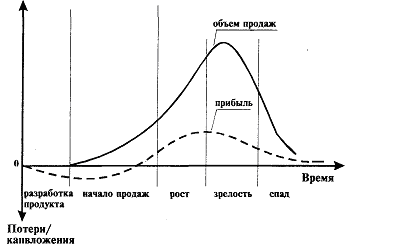 объем продаж
прибыль
0
Время
разработка продукта
начало продаж
рост
зрелость
спад
Потери/
капвложения